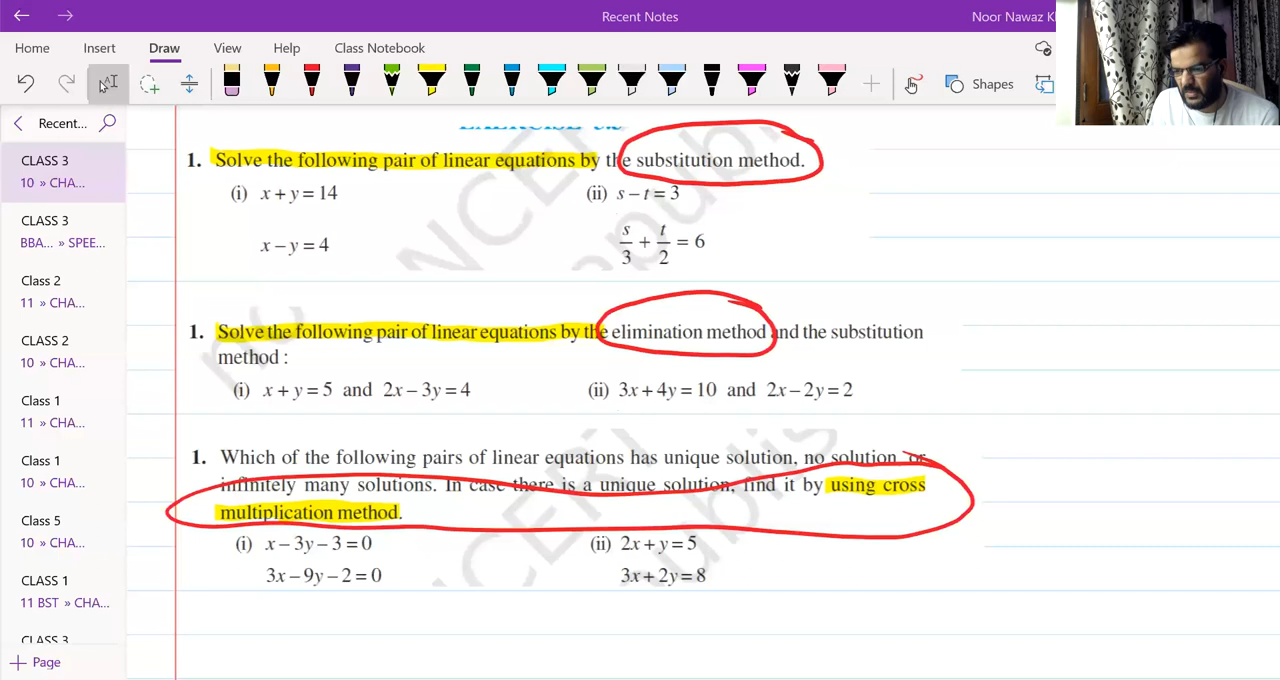 Recent Notes
Noor Nawaz
Home Insert Draw View Help Class Notebook
Shapes
Recent...
CLASS 3
10 » CHA...
CLASS 3
BBA... » SPEE...
Class 2
11 » CHA...
CLASS 2
10 » CHA...
Class 1
11 » CHA...
Class 1
10 » CHA...
Class 5
10 » CHA...
CLASS 1
11 BST » CHA...
CLASS 3
Page
1. Solve the following pair of linear equations by the substitution method.
(i) x + y = 14 (ii) s – t = 3
x – y = 4 s/3 + t/2 = 6
1. Solve the following pair of linear equations by the elimination method and the substitution
method :
(i) x + y = 5 and 2x – 3y = 4 (ii) 3x + 4y = 10 and 2x – 2y = 2
1. Which of the following pairs of linear equations has unique solution, no solution, or
infinitely many solutions. In case there is a unique solution, find it by using cross
multiplication method.
(i) x – 3y – 3 = 0 (ii) 2x + y = 5
3x – 9y – 2 = 0 3x + 2y = 8